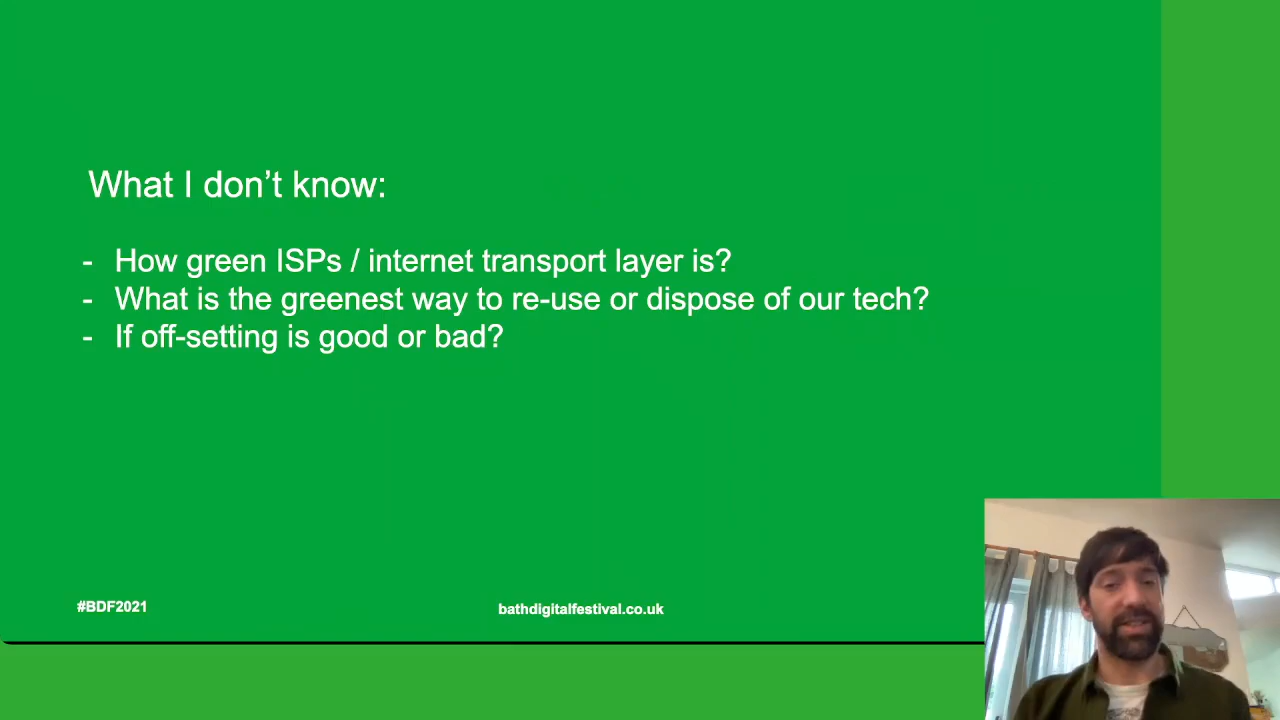 What I don’t know:
- How green ISPs / internet transport layer is?
- What is the greenest way to re-use or dispose of our tech?
- If off-setting is good or bad?
#BDF2021
bathdigitalfestival.co.uk